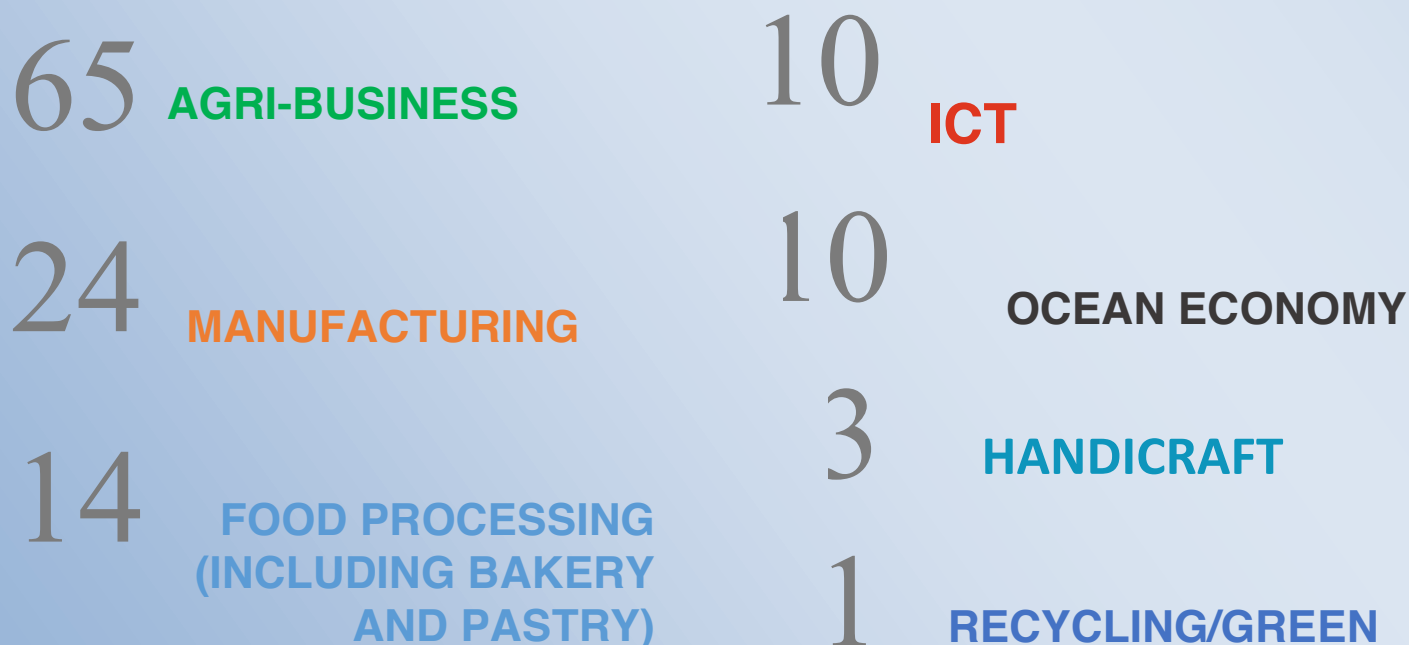 65 AGRI-BUSINESS
24 MANUFACTURING
14 FOOD PROCESSING
(INCLUDING BAKERY
AND PASTRY)
10 ICT
10 OCEAN ECONOMY
3 HANDICRAFT
1 RECYCLING/GREEN